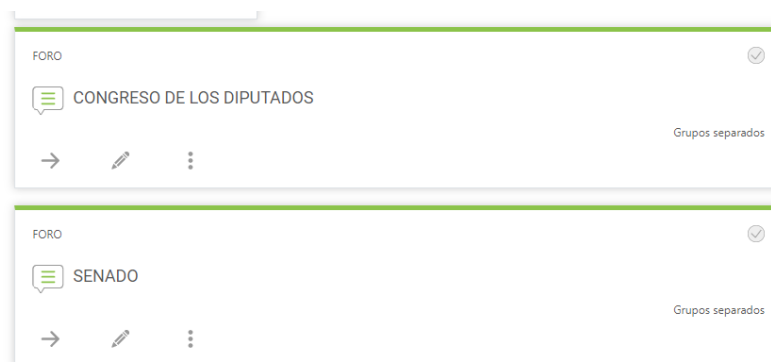 FORO
CONGRESO DE LOS DIPUTADOS
Grupos separados
FORO
SENADO
Grupos separados